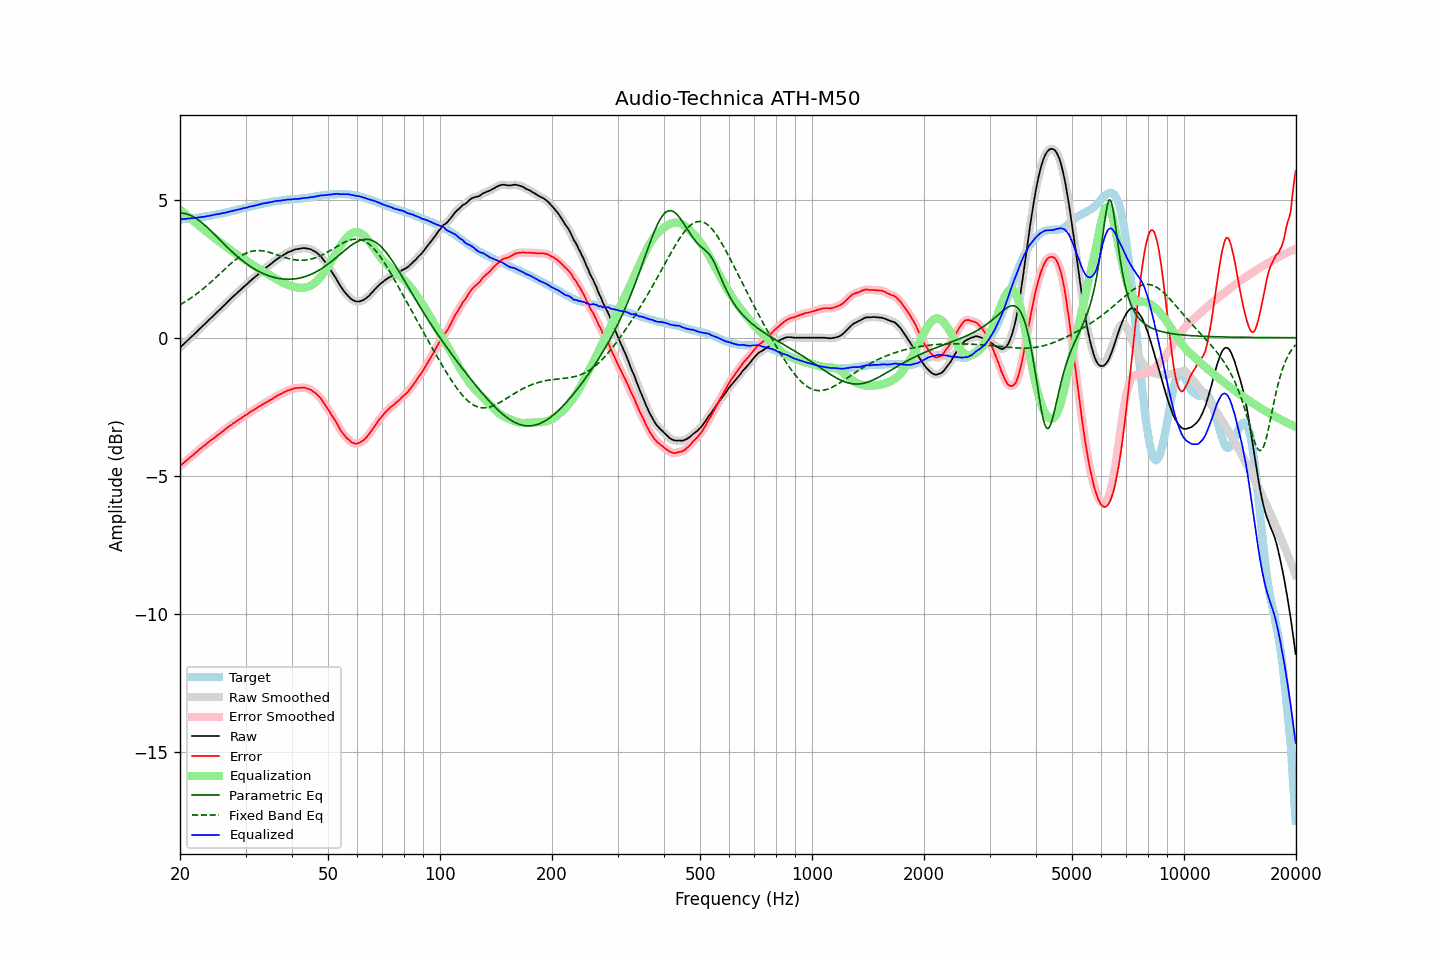 Audio-Technica ATH-M50
Amplitude (dBr)
5
0
−5
−10
−15
Target
Raw Smoothed
Error Smoothed
Raw
Error
Equalization
Parametric Eq
Fixed Band Eq
Equalized
20 50 100 200 500 1000 2000 5000 10000 20000
Frequency (Hz)